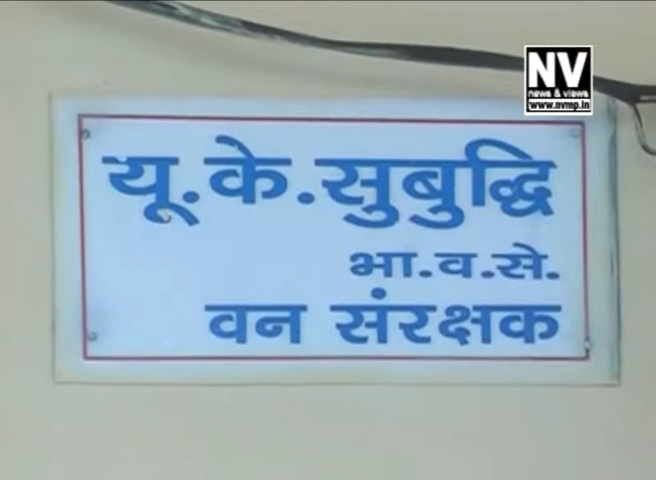 NV
news & views
www.nvmp.in
यू.के.सुबुद्धि
भा.व.से.
वन संरक्षक